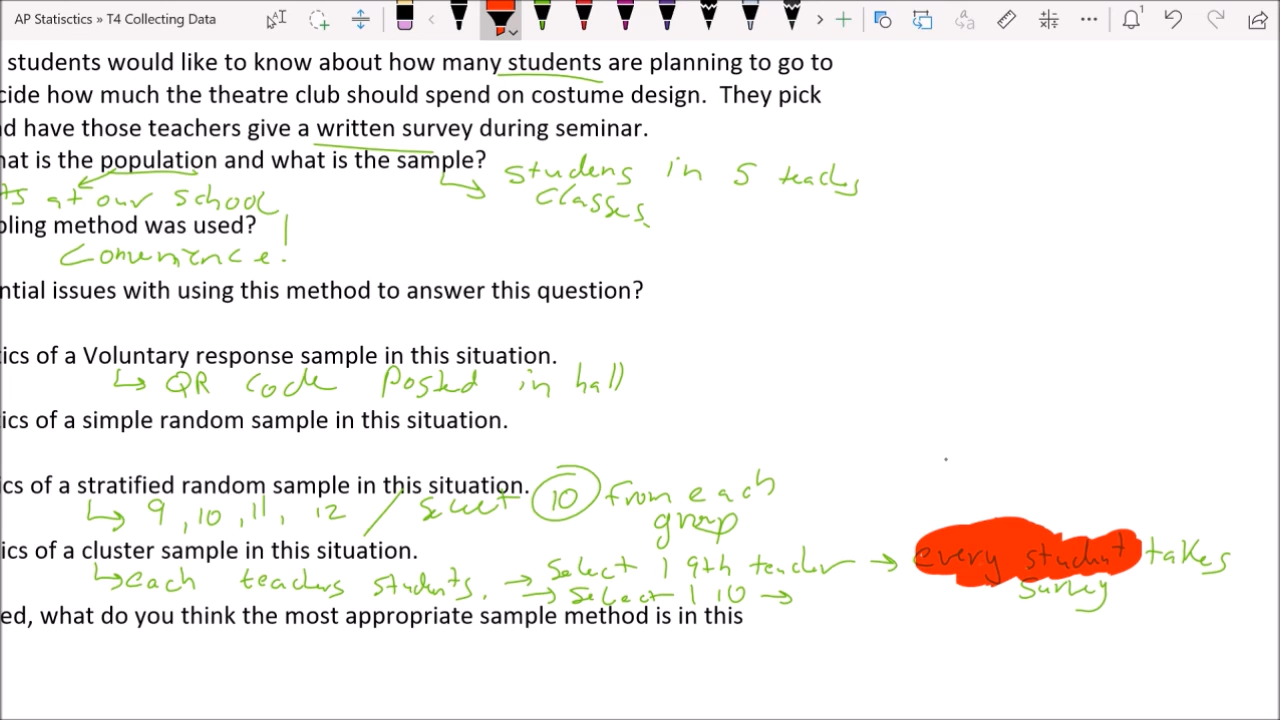 AP Statistics » T4 Collecting Data
students would like to know about how many students are planning to go to
cide how much the theatre club should spend on costume design. They pick
d have those teachers give a written survey during seminar.
hat is the population and what is the sample?
Studens in 5 teachs
ts at our school
classes.
pling method was used?
Convenience!
ntial issues with using this method to answer this question?
ics of a Voluntary response sample in this situation.
QR code Posted in hall
ics of a simple random sample in this situation.
ics of a stratified random sample in this situation.
9, 10, 11, 12 / select 10 from each
group
ics of a cluster sample in this situation.
each teachers students. → Select 1 9th teacher → every student takes
→ Select 1 10 → survey
ed, what do you think the most appropriate sample method is in this